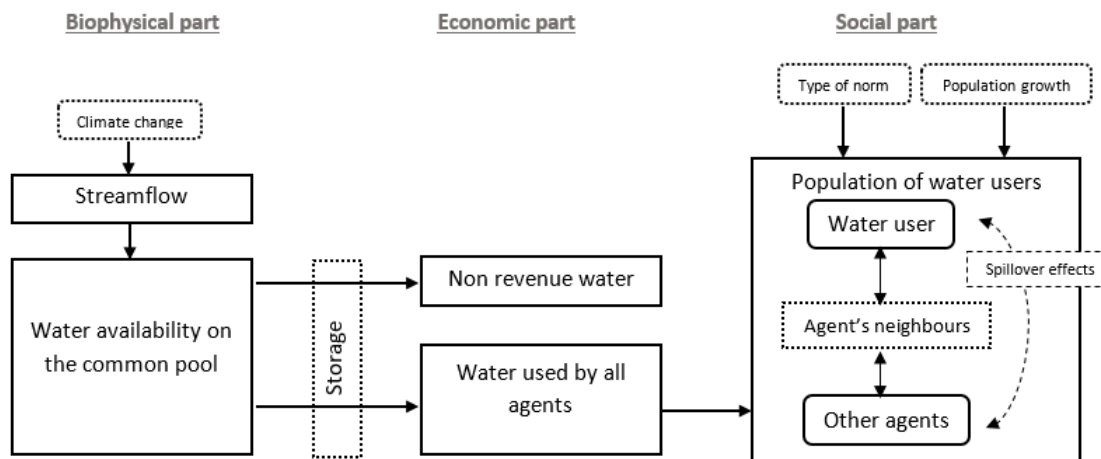 Biophysical part
Economic part
Social part
Climate change
Type of norm
Population growth
Streamflow
Population of water users
Water user
Spillover effects
Water availability on
the common pool
Storage
Non revenue water
Agent's neighbours
Water used by all
agents
Other agents